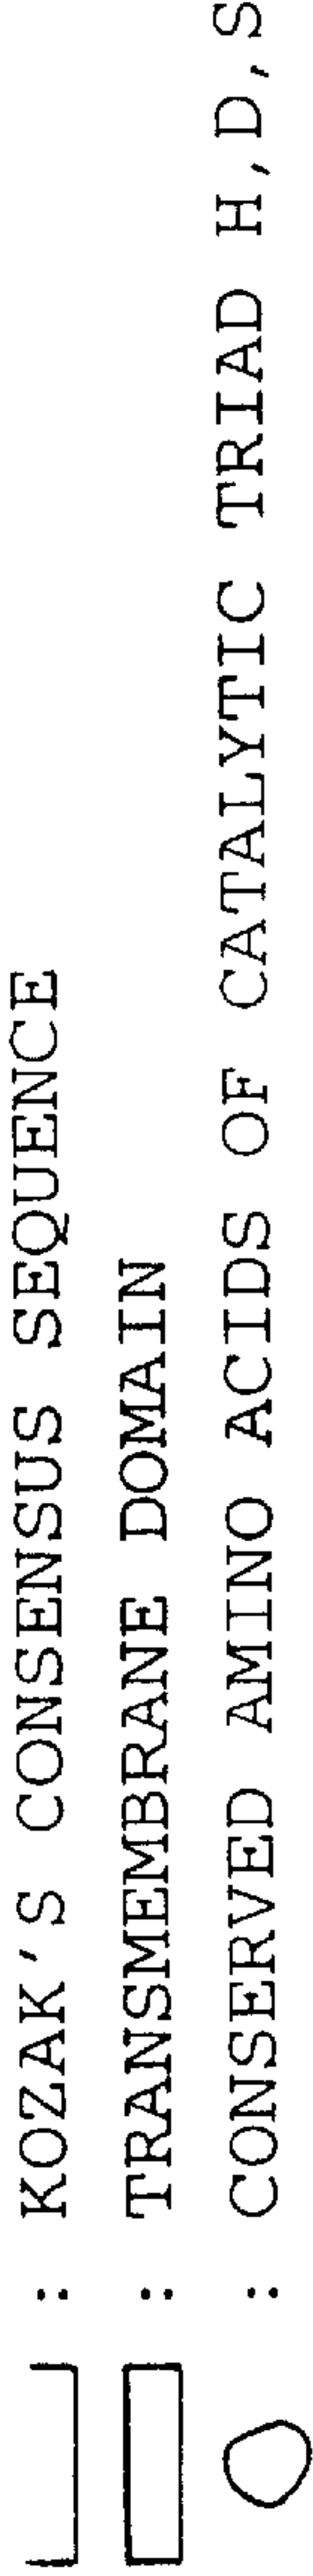 : KOZAK'S CONSENSUS SEQUENCE
: TRANSMEMBRANE DOMAIN
: CONSERVED AMINO ACIDS OF CATALYTIC TRIAD H,D,S